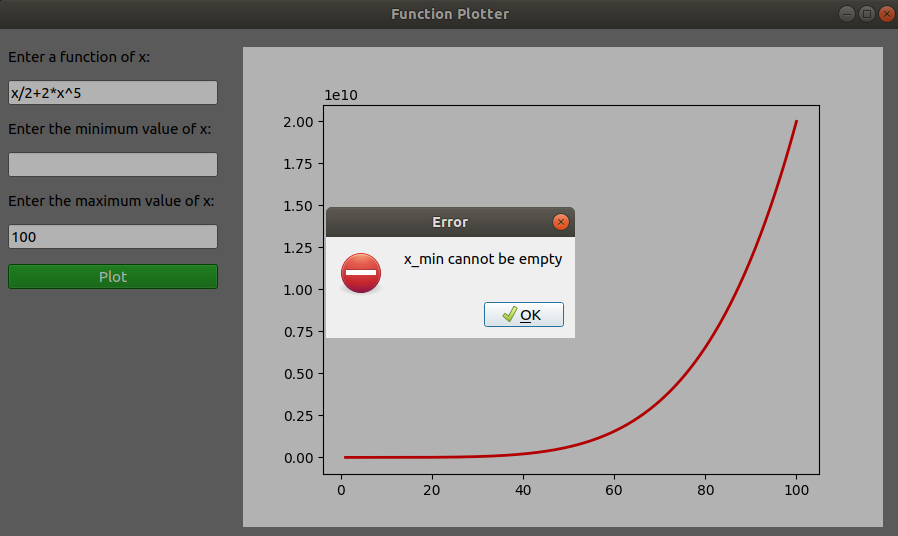 Function Plotter
Enter a function of x:
x/2+2*x^5
Enter the minimum value of x:
Enter the maximum value of x:
100
Plot
1e10
2.00
1.75
1.50
1.25
1.00
0.75
0.50
0.25
0.00
0 20 40 60 80 100
Error
x_min cannot be empty
OK